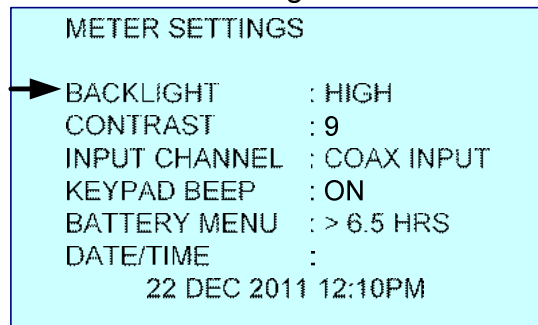 METER SETTINGS
BACKLIGHT : HIGH
CONTRAST : 9
INPUT CHANNEL : COAX INPUT
KEYPAD BEEP : ON
BATTERY MENU : > 6.5 HRS
DATE/TIME :
22 DEC 2011 12:10PM